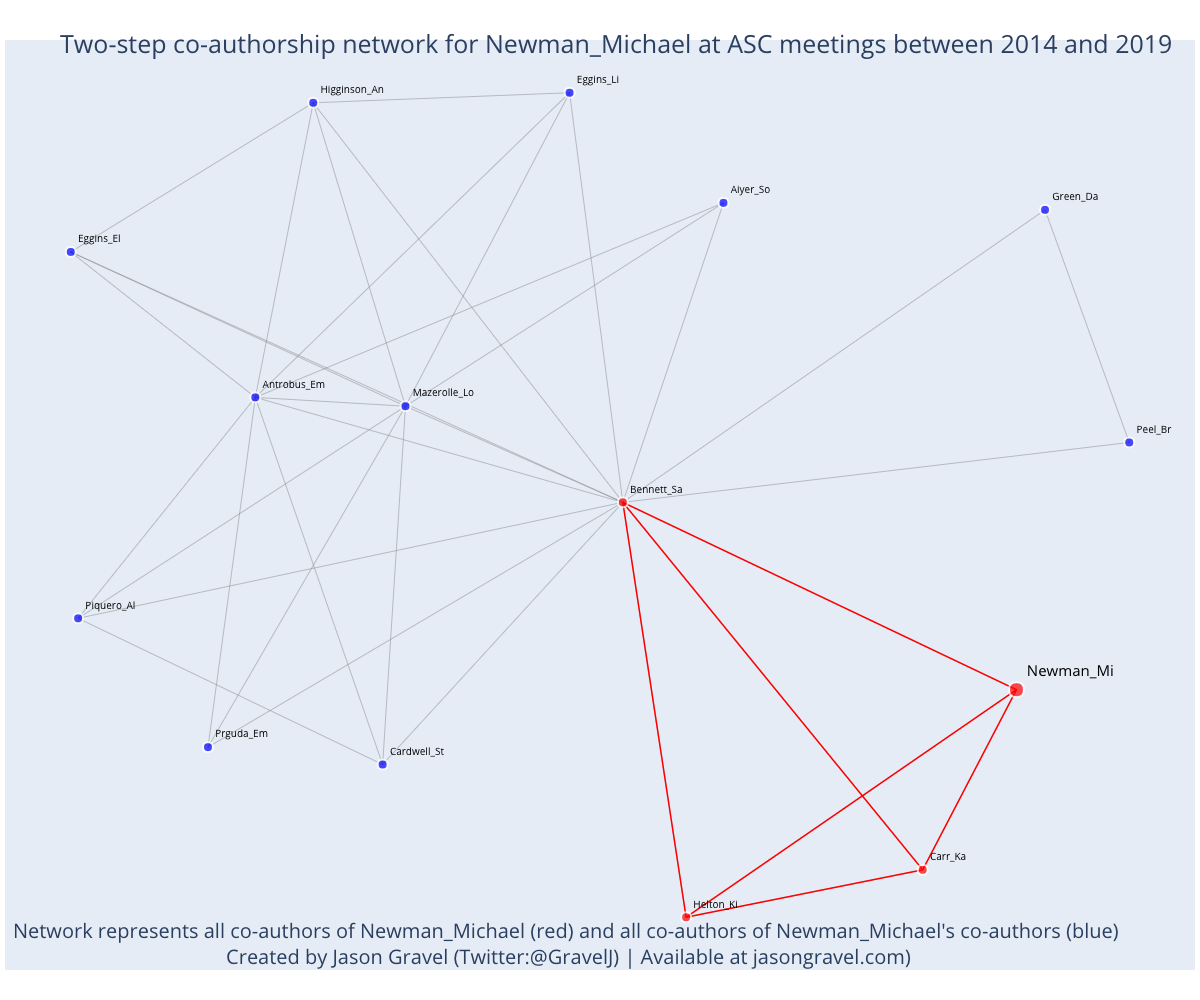 Two-step co-authorship network for Newman_Michael at ASC meetings between 2014 and 2019
Eggins_Li
Higginson_An
Aiyer_So
Green_Da
Eggins_El
Antrobus_Em
Mazerolle_Lo
Peel_Br
Bennett_Sa
Piquero_Al
Newman_Mi
Prguda_Em
Cardwell_St
Carr_Ka
Helton_Ki
Network represents all co-authors of Newman_Michael (red) and all co-authors of Newman_Michael's co-authors (blue)
Created by Jason Gravel (Twitter:@GravelJ) | Available at jasongravel.com)